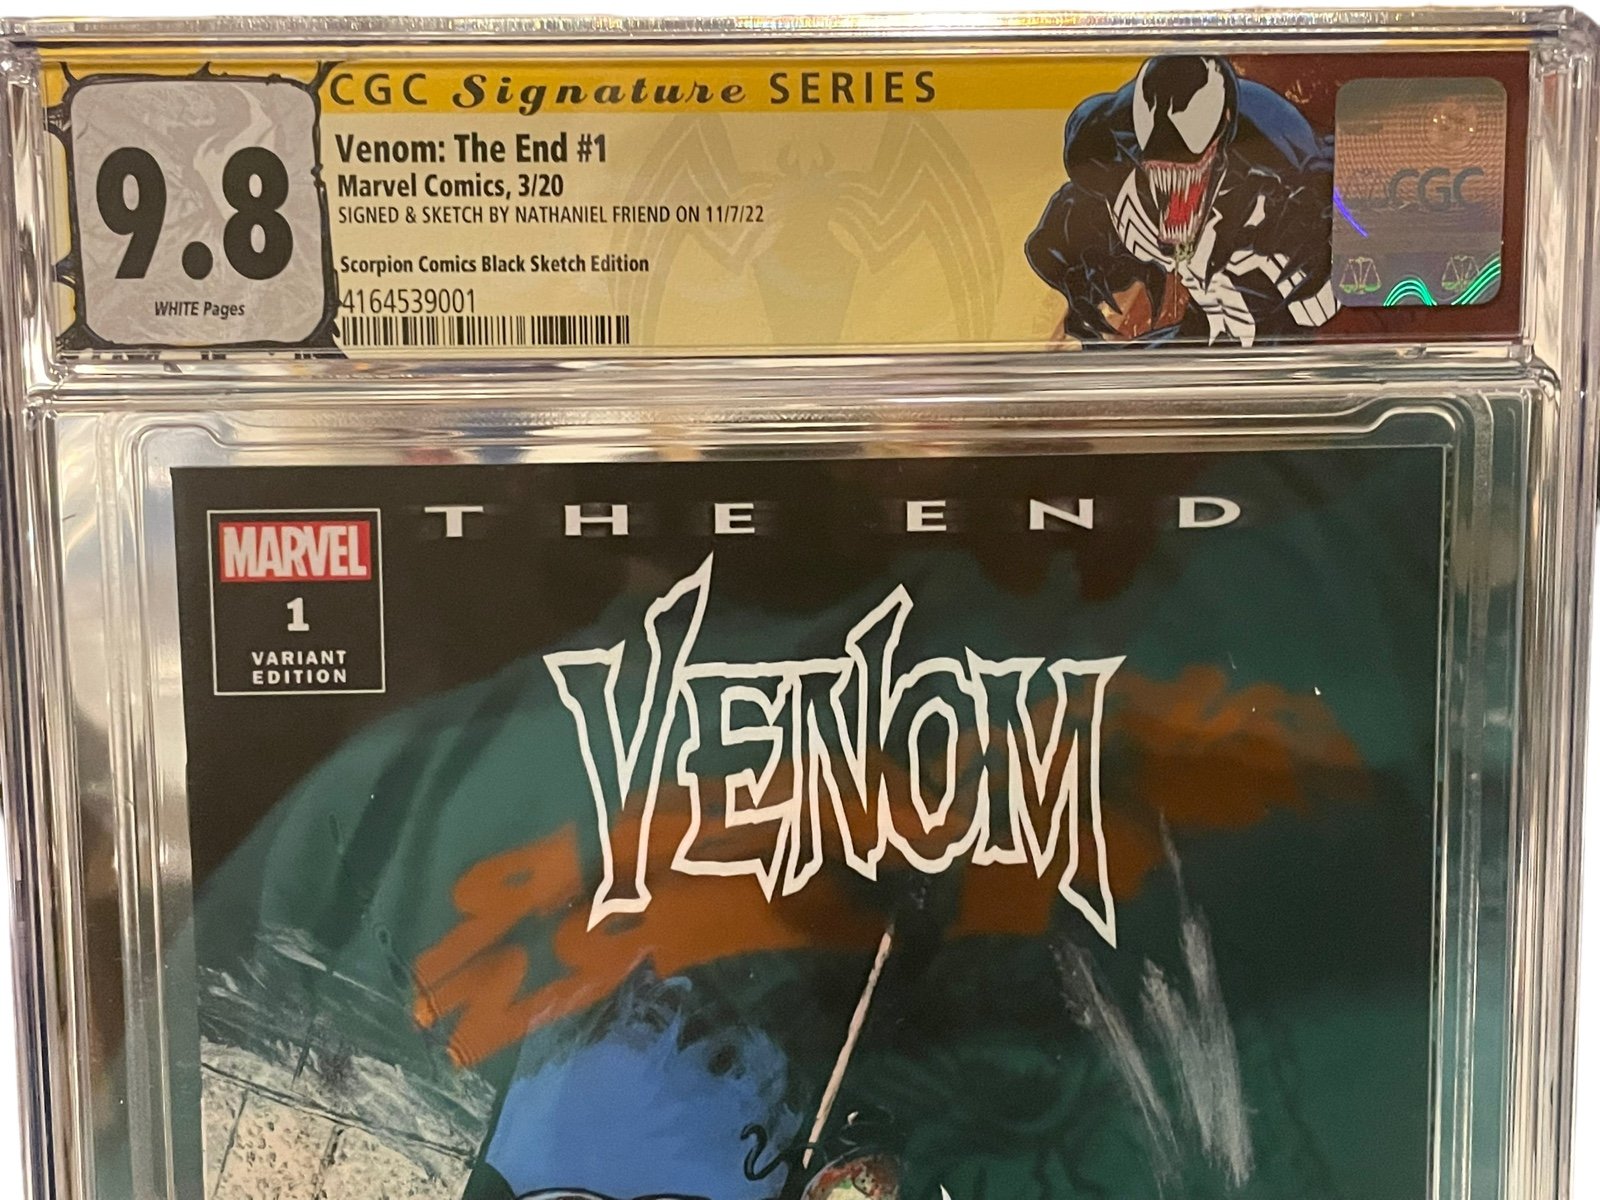 CGC Signature SERIES
9.8
WHITE Pages
Venom: The End #1
Marvel Comics, 3/20
SIGNED & SKETCH BY NATHANIEL FRIEND ON 11/7/22
Scorpion Comics Black Sketch Edition
4164539001
CGC
THE END
MARVEL
1
VARIANT
EDITION
VENOM